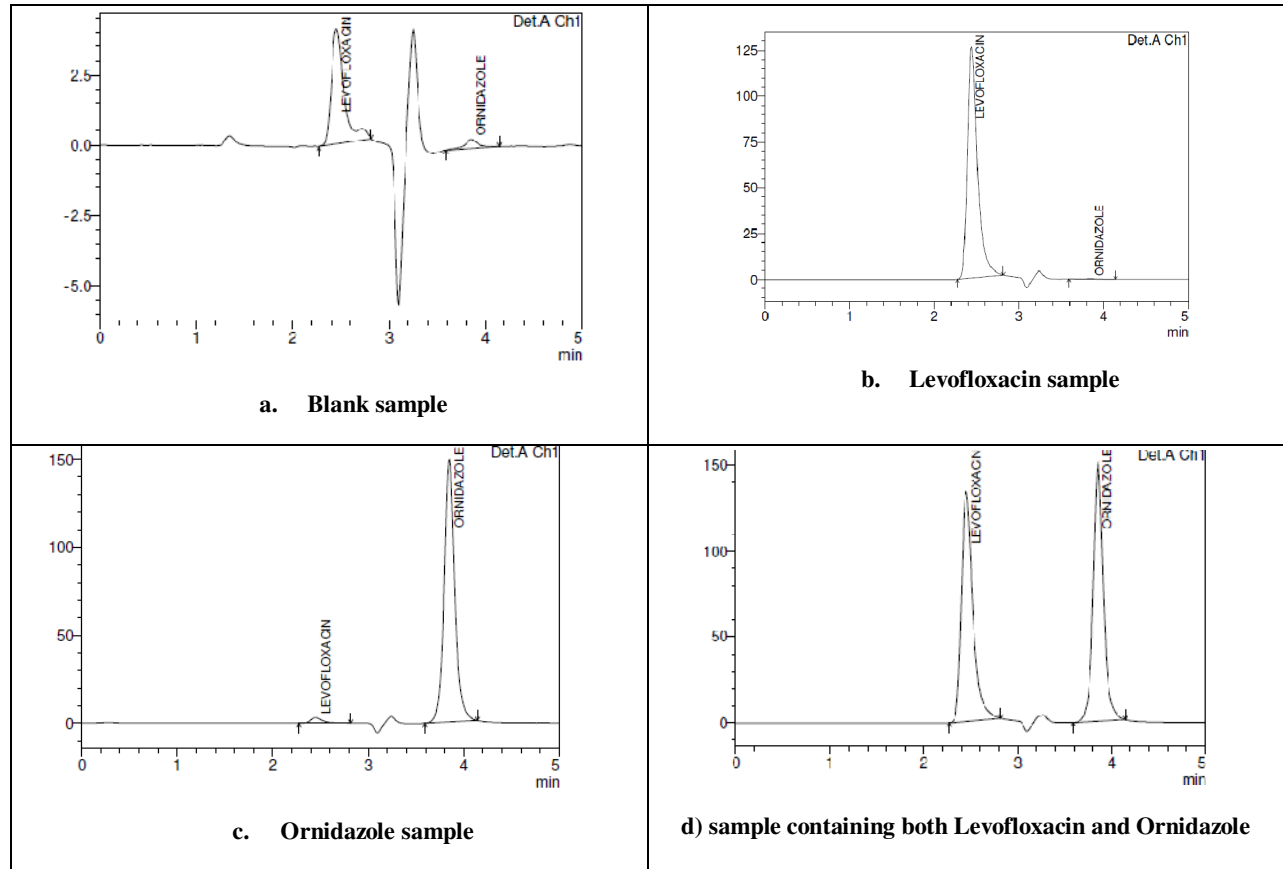 Det.A Ch1
LEVOFLOXACIN
ORNIDAZOLE
2.5
0.0
-2.5
-5.0
0 1 2 3 4 5
min
a. Blank sample
Det.A Ch1
LEVOFLOXACIN
ORNIDAZOLE
125
100
75
50
25
0
0 1 2 3 4 5
min
b. Levofloxacin sample
Det.A Ch1
LEVOFLOXACIN
ORNIDAZOLE
150
100
50
0
0 1 2 3 4 5
min
c. Ornidazole sample
Det.A Ch1
LEVOFLOXACIN
ORNIDAZOLE
150
100
50
0
0 1 2 3 4 5
min
d) sample containing both Levofloxacin and Ornidazole